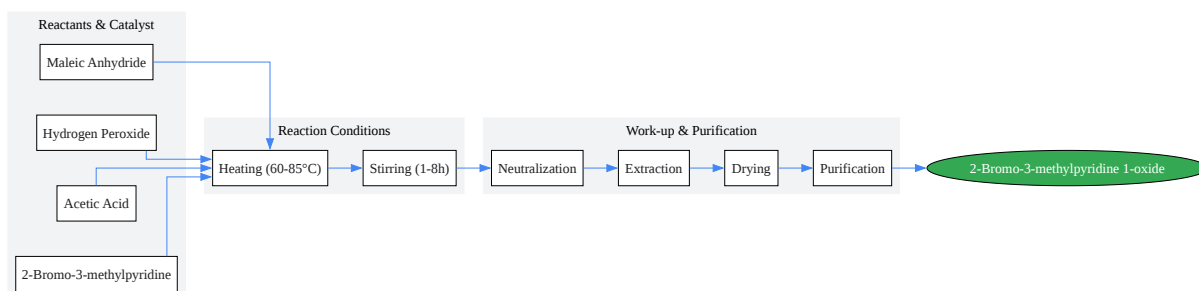 Reactants & Catalyst
Maleic Anhydride
Hydrogen Peroxide
Acetic Acid
2-Bromo-3-methylpyridine
Reaction Conditions
Heating (60-85°C)
Stirring (1-8h)
Work-up & Purification
Neutralization
Extraction
Drying
Purification
2-Bromo-3-methylpyridine 1-oxide